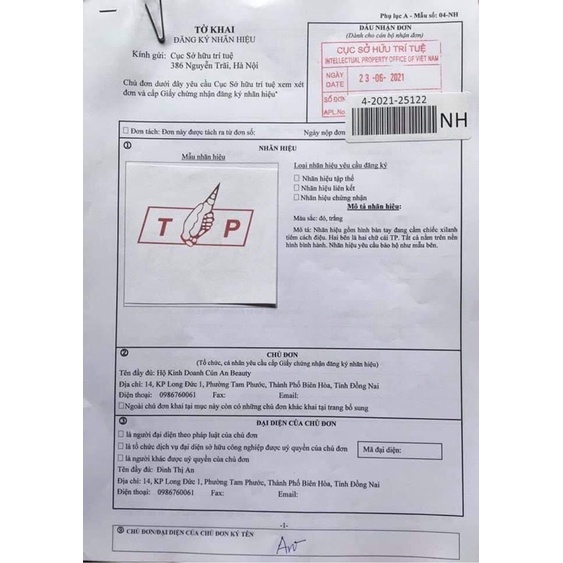 Phụ lục A - Mẫu số: 04-NH
TỜ KHAI
ĐĂNG KÝ NHÃN HIỆU
Kính gửi: Cục Sở hữu trí tuệ
386 Nguyễn Trãi, Hà Nội
Chủ đơn dưới đây yêu cầu Cục Sở hữu trí tuệ xem xét
đơn và cấp Giấy chứng nhận đăng ký nhãn hiệu*
DẤU NHẬN ĐƠN
(Dành cho cán bộ nhận đơn)
CỤC SỞ HỮU TRÍ TUỆ
INTELLECTUAL PROPERTY OFFICE OF VIET NAM
NGÀY
DATE
23-06-2021
SỐ ĐƠN
APL.No
4-2021-25122
NH
Đơn tách: Đơn này được tách ra từ đơn số:
Ngày nộp đơn
① NHÃN HIỆU
Mẫu nhãn hiệu
T P
Loại nhãn hiệu yêu cầu đăng ký
Nhãn hiệu tập thể
Nhãn hiệu liên kết
Nhãn hiệu chứng nhận
Mô tả nhãn hiệu:
Màu sắc: đỏ, trắng
Mô tả: Nhãn hiệu gồm hình bàn tay đang cầm chiếc xilanh
tiêm cách điệu. Hai bên là hai chữ cái TP. Tất cả nằm trên nền
hình bình hành. Nhãn hiệu yêu cầu bảo hộ như mẫu bên.
② CHỦ ĐƠN
(Tổ chức, cá nhân yêu cầu cấp Giấy chứng nhận đăng ký nhãn hiệu)
Tên đầy đủ: Hộ Kinh Doanh Cún An Beauty
Địa chỉ: 14, KP Long Đức 1, Phường Tam Phước, Thành Phố Biên Hòa, Tỉnh Đồng Nai
Điện thoại: 0986760061 Fax: Email:
Ngoài chủ đơn khai tại mục này còn có những chủ đơn khác khai tại trang bổ sung
③ ĐẠI DIỆN CỦA CHỦ ĐƠN
là người đại diện theo pháp luật của chủ đơn
là tổ chức dịch vụ đại diện sở hữu công nghiệp được uỷ quyền của chủ đơn
Mã đại diện:
là người khác được uỷ quyền của chủ đơn
Tên đầy đủ: Đinh Thị An
Địa chỉ: 14, KP Long Đức 1, Phường Tam Phước, Thành Phố Biên Hòa, Tỉnh Đồng Nai
Điện thoại: 0986760061 Fax: Email:
-1-
⑤ CHỦ ĐƠN/ĐẠI DIỆN CỦA CHỦ ĐƠN KÝ TÊN
An